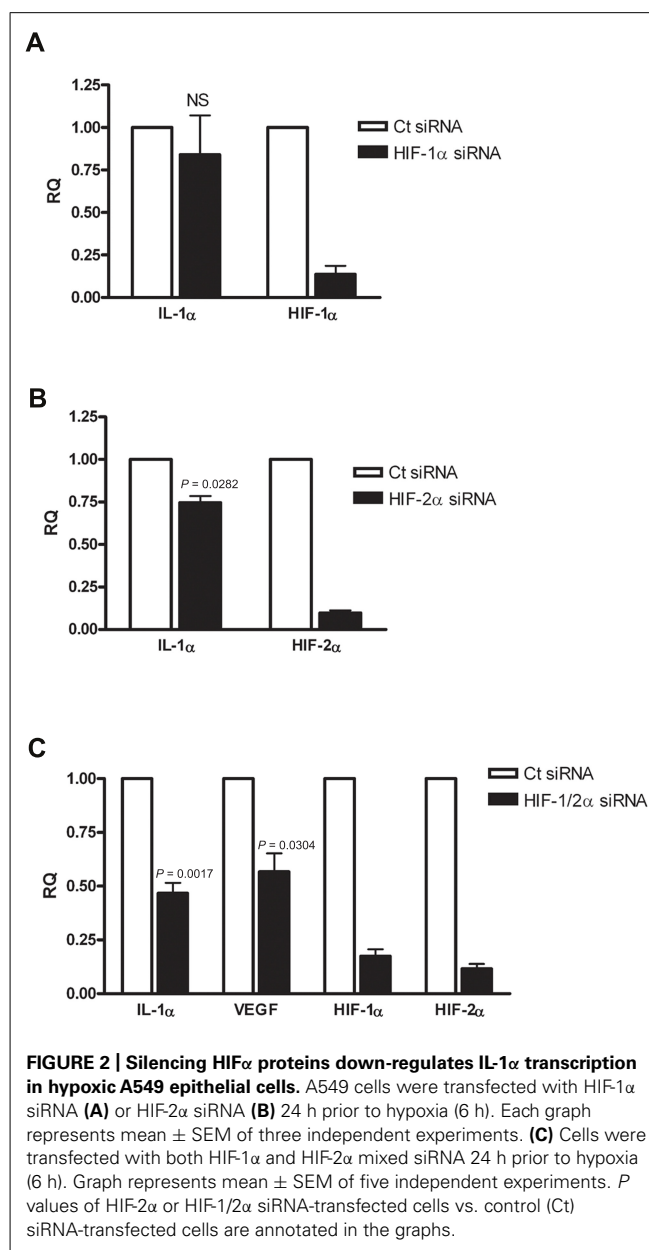 A
1.25
1.00
0.75
0.50
0.25
0.00
RQ
NS
IL-1α
HIF-1α
Ct siRNA
HIF-1α siRNA
B
1.25
1.00
0.75
0.50
0.25
0.00
RQ
P = 0.0282
IL-1α
HIF-2α
Ct siRNA
HIF-2α siRNA
C
1.00
0.75
0.50
0.25
0.00
RQ
P = 0.0017
P = 0.0304
IL-1α
VEGF
HIF-1α
HIF-2α
Ct siRNA
HIF-1/2α siRNA
FIGURE 2 | Silencing HIFα proteins down-regulates IL-1α transcription
in hypoxic A549 epithelial cells. A549 cells were transfected with HIF-1α
siRNA (A) or HIF-2α siRNA (B) 24 h prior to hypoxia (6 h). Each graph
represents mean ± SEM of three independent experiments. (C) Cells were
transfected with both HIF-1α and HIF-2α mixed siRNA 24 h prior to hypoxia
(6 h). Graph represents mean ± SEM of five independent experiments. P
values of HIF-2α or HIF-1/2α siRNA-transfected cells vs. control (Ct)
siRNA-transfected cells are annotated in the graphs.